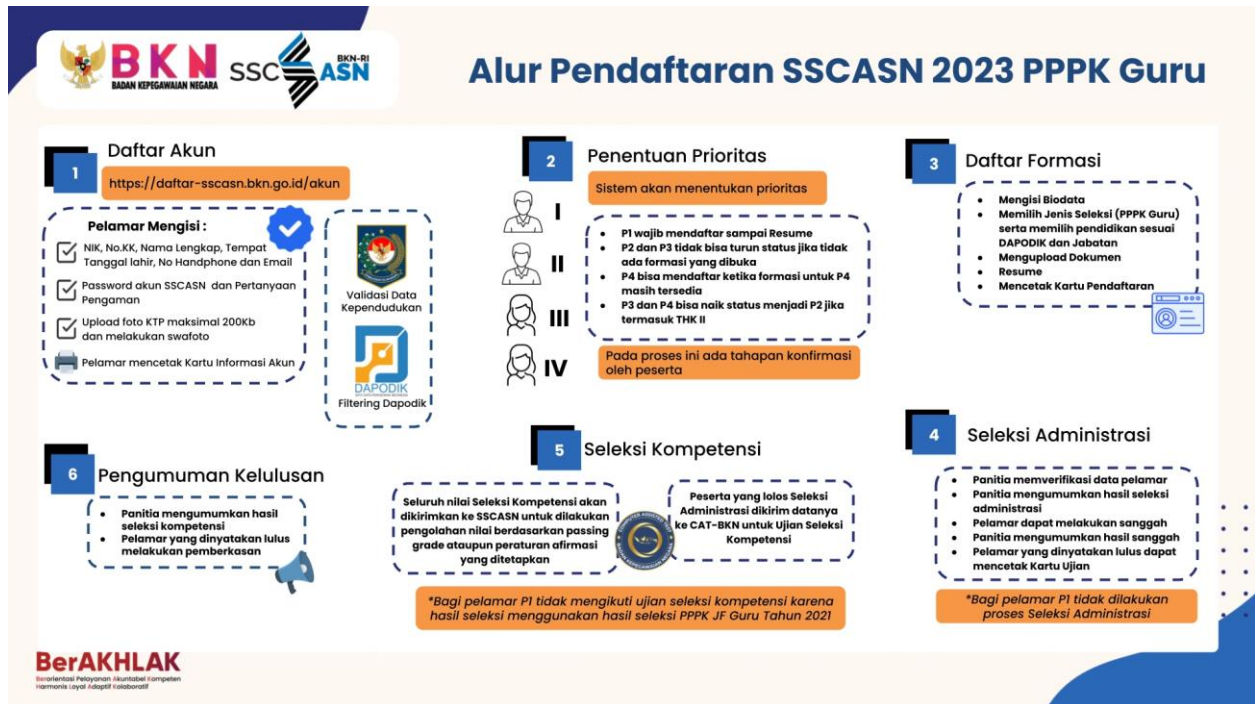 BKN
BADAN KEPEGAWAIAN NEGARA
SSC
BKN-RI
ASN
Alur Pendaftaran SSCASN 2023 PPPK Guru
1
Daftar Akun
https://daftar-sscasn.bkn.go.id/akun
Pelamar Mengisi :
NIK, No.KK, Nama Lengkap, Tempat
Tanggal lahir, No Handphone dan Email
Password akun SSCASN dan Pertanyaan
Pengaman
Upload foto KTP maksimal 200Kb
dan melakukan swafoto
Pelamar mencetak Kartu Informasi Akun
Validasi Data
Kependudukan
DAPODIK
Filtering Dapodik
2
Penentuan Prioritas
Sistem akan menentukan prioritas
I
II
III
IV
P1 wajib mendaftar sampai Resume
P2 dan P3 tidak bisa turun status jika tidak
ada formasi yang dibuka
P4 bisa mendaftar ketika formasi untuk P4
masih tersedia
P3 dan P4 bisa naik status menjadi P2 jika
termasuk THK II
Pada proses ini ada tahapan konfirmasi
oleh peserta
3
Daftar Formasi
Mengisi Biodata
Memilih Jenis Seleksi (PPPK Guru)
serta memilih pendidikan sesuai
DAPODIK dan Jabatan
Mengupload Dokumen
Resume
Mencetak Kartu Pendaftaran
4
Seleksi Administrasi
Panitia memverifikasi data pelamar
Panitia mengumumkan hasil seleksi
administrasi
Pelamar dapat melakukan sanggah
Panitia mengumumkan hasil sanggah
Pelamar yang dinyatakan lulus dapat
mencetak Kartu Ujian
*Bagi pelamar P1 tidak dilakukan
proses Seleksi Administrasi
5
Seleksi Kompetensi
Seluruh nilai Seleksi Kompetensi akan
dikirimkan ke SSCASN untuk dilakukan
pengolahan nilai berdasarkan passing
grade ataupun peraturan afirmasi
yang ditetapkan
Peserta yang lolos Seleksi
Administrasi dikirim datanya
ke CAT-BKN untuk Ujian Seleksi
Kompetensi
*Bagi pelamar P1 tidak mengikuti ujian seleksi kompetensi karena
hasil seleksi menggunakan hasil seleksi PPPK JF Guru Tahun 2021
6
Pengumuman Kelulusan
Panitia mengumumkan hasil
seleksi kompetensi
Pelamar yang dinyatakan lulus
melakukan pemberkasan
BerAKHLAK
Berorientasi Pelayanan Akuntabel Kompeten
Harmonis Loyal Adaptif Kolaboratif